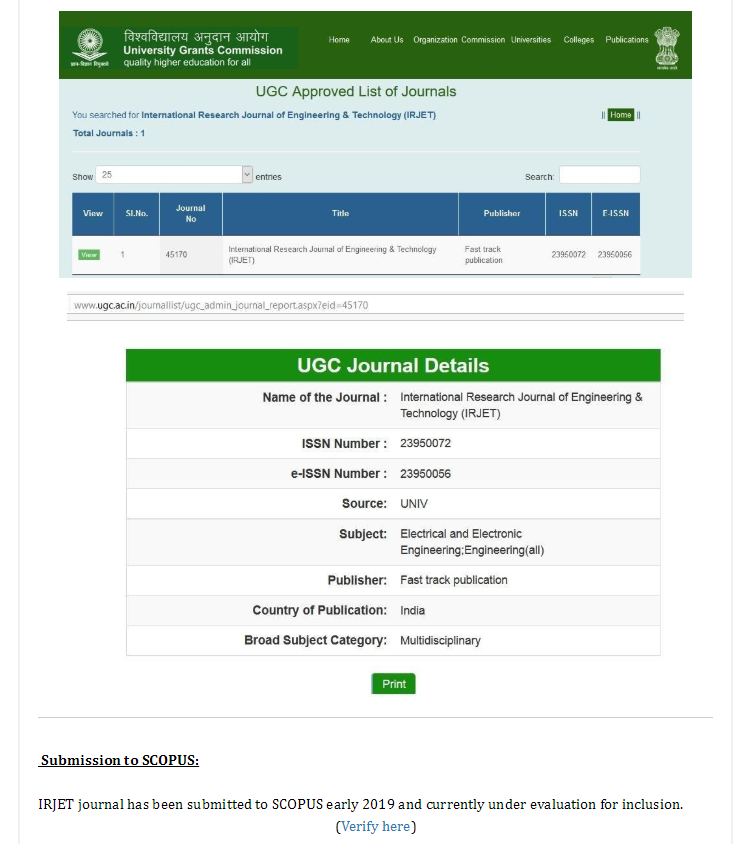 विश्वविद्यालय अनुदान आयोग
University Grants Commission
quality higher education for all
ज्ञान-विज्ञान विमुक्तये
Home About Us Organization Commission Universities Colleges Publications
UGC Approved List of Journals
You searched for International Research Journal of Engineering & Technology (IRJET)
|| Home ||
Total Journals : 1
Show 25 entries
Search:
View Sl.No. Journal No Title Publisher ISSN E-ISSN
View 1 45170 International Research Journal of Engineering & Technology (IRJET) Fast track publication 23950072 23950056
www.ugc.ac.in/journallist/ugc_admin_journal_report.aspx?eid=45170
UGC Journal Details
Name of the Journal : International Research Journal of Engineering &
Technology (IRJET)
ISSN Number : 23950072
e-ISSN Number : 23950056
Source: UNIV
Subject: Electrical and Electronic
Engineering;Engineering(all)
Publisher: Fast track publication
Country of Publication: India
Broad Subject Category: Multidisciplinary
Print
Submission to SCOPUS:
IRJET journal has been submitted to SCOPUS early 2019 and currently under evaluation for inclusion.
(Verify here)